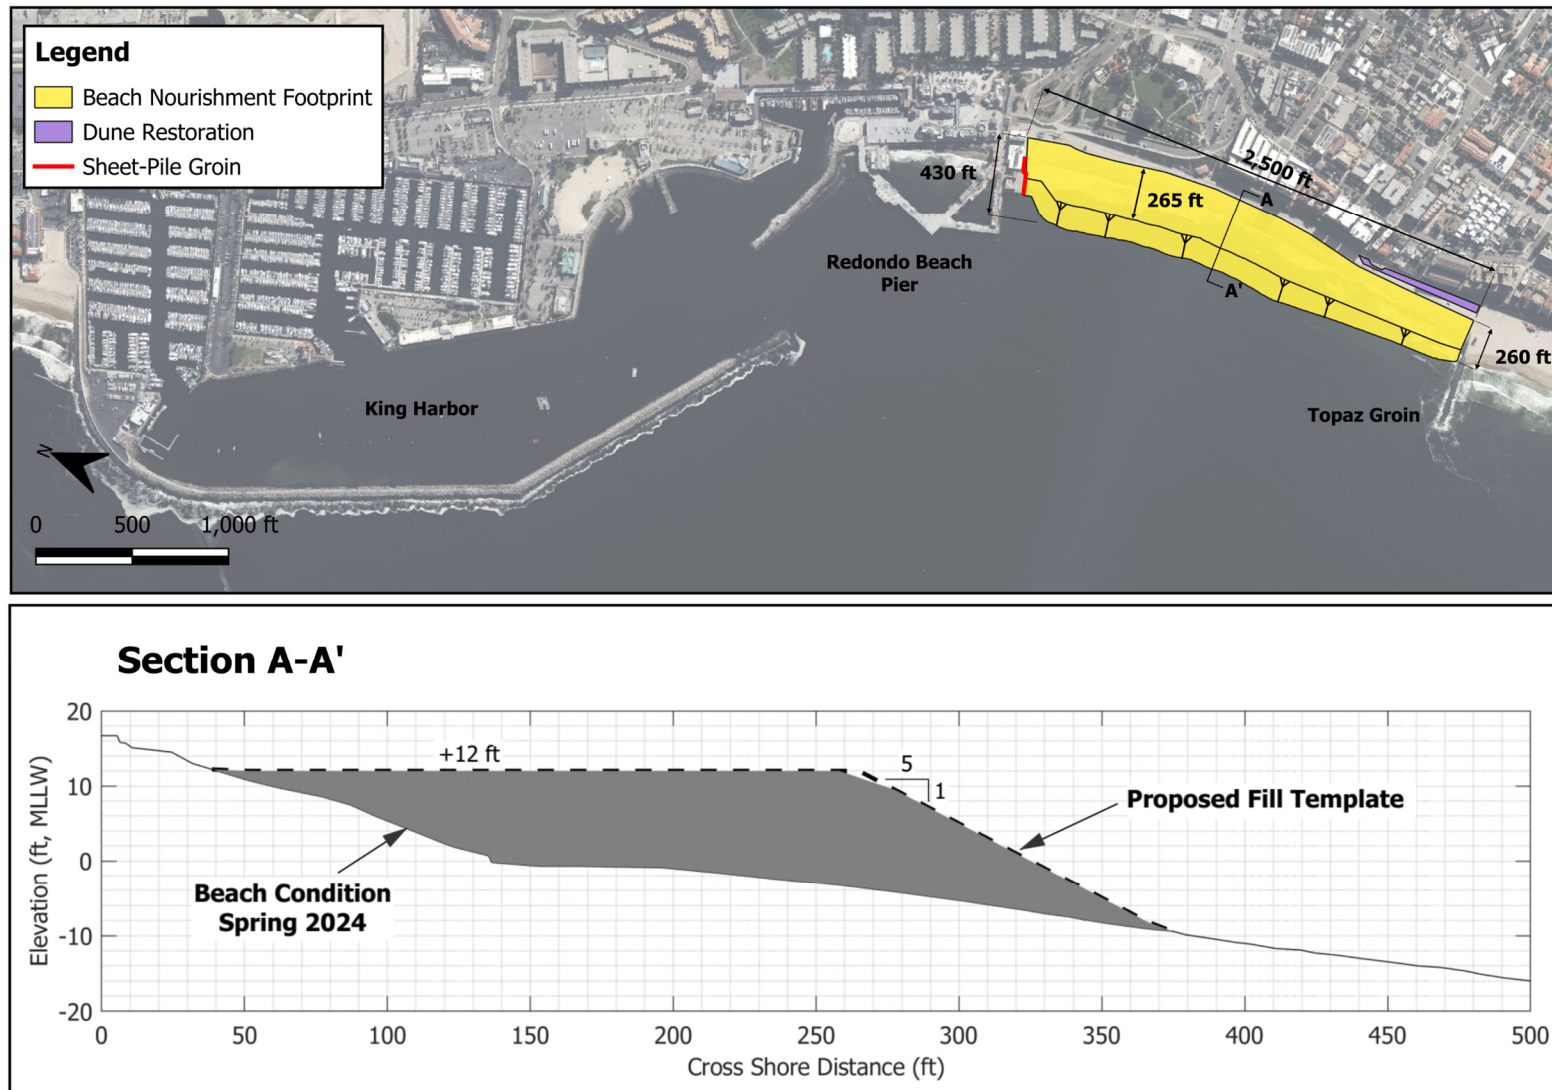 Legend
Beach Nourishment Footprint
Dune Restoration
Sheet-Pile Groin
430 ft
2,500 ft
265 ft
A
A'
260 ft
Redondo Beach
Pier
King Harbor
Topaz Groin
N
0 500 1,000 ft
Section A-A'
20
10
0
-10
-20
Elevation (ft, MLLW)
+12 ft
5
1
Proposed Fill Template
Beach Condition
Spring 2024
0 50 100 150 200 250 300 350 400 450 500
Cross Shore Distance (ft)